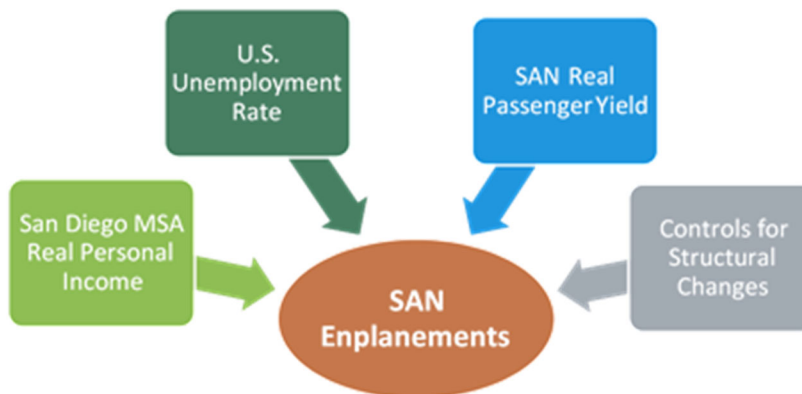 U.S.
Unemployment
Rate
SAN Real
Passenger Yield
San Diego MSA
Real Personal
Income
Controls for
Structural
Changes
SAN
Enplanements